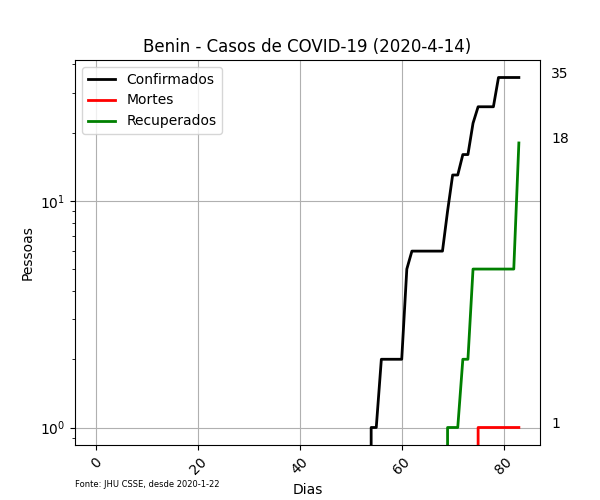 Benin - Casos de COVID-19 (2020-4-14)
Confirmados
Mortes
Recuperados
35
18
1
10¹
10⁰
Pessoas
0
20
40
60
80
Dias
Fonte: JHU CSSE, desde 2020-1-22